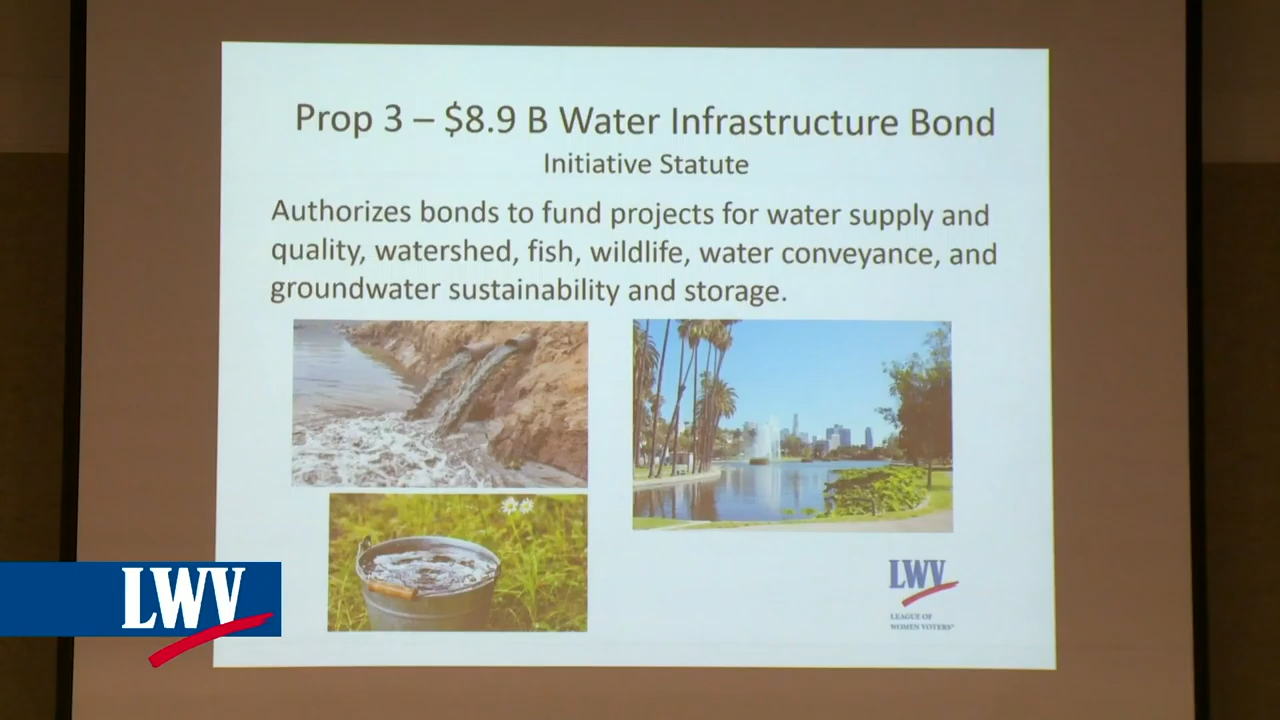 Prop 3 – $8.9 B Water Infrastructure Bond
Initiative Statute
Authorizes bonds to fund projects for water supply and
quality, watershed, fish, wildlife, water conveyance, and
groundwater sustainability and storage.
LWV
LEAGUE OF
WOMEN VOTERS®
LWV